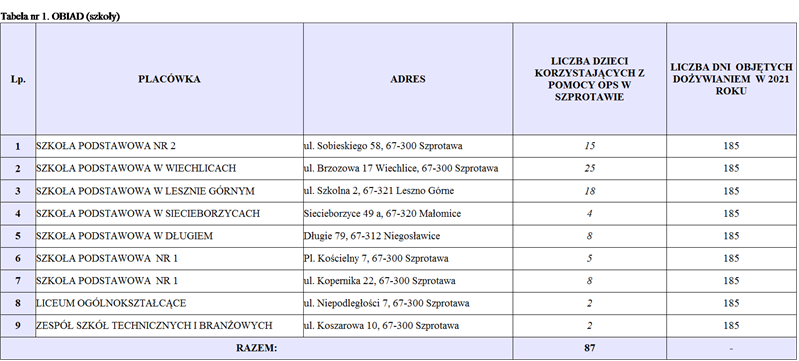 Tabela nr 1. OBIAD (szkoły)
Lp. PLACÓWKA ADRES LICZBA DZIECI KORZYSTAJĄCYCH Z POMOCY OPS W SZPROTAWIE LICZBA DNI OBJĘTYCH DOŻYWIANIEM W 2021 ROKU
1 SZKOŁA PODSTAWOWA NR 2 ul. Sobieskiego 58, 67-300 Szprotawa 15 185
2 SZKOŁA PODSTAWOWA W WIECHLICACH ul. Brzozowa 17 Wiechlice, 67-300 Szprotawa 25 185
3 SZKOŁA PODSTAWOWA W LESZNIE GÓRNYM ul. Szkolna 2, 67-321 Leszno Górne 18 185
4 SZKOŁA PODSTAWOWA W SIECIEBORZYCACH Siecieborzyce 49 a, 67-320 Małomice 4 185
5 SZKOŁA PODSTAWOWA W DŁUGIEM Długie 79, 67-312 Niegosławice 8 185
6 SZKOŁA PODSTAWOWA NR 1 Pl. Kościelny 7, 67-300 Szprotawa 5 185
7 SZKOŁA PODSTAWOWA NR 1 ul. Kopernika 22, 67-300 Szprotawa 8 185
8 LICEUM OGÓLNOKSZTAŁCĄCE ul. Niepodległości 7, 67-300 Szprotawa 2 185
9 ZESPÓŁ SZKÓŁ TECHNICZNYCH I BRANŻOWYCH ul. Koszarowa 10, 67-300 Szprotawa 2 185
RAZEM: 87 -